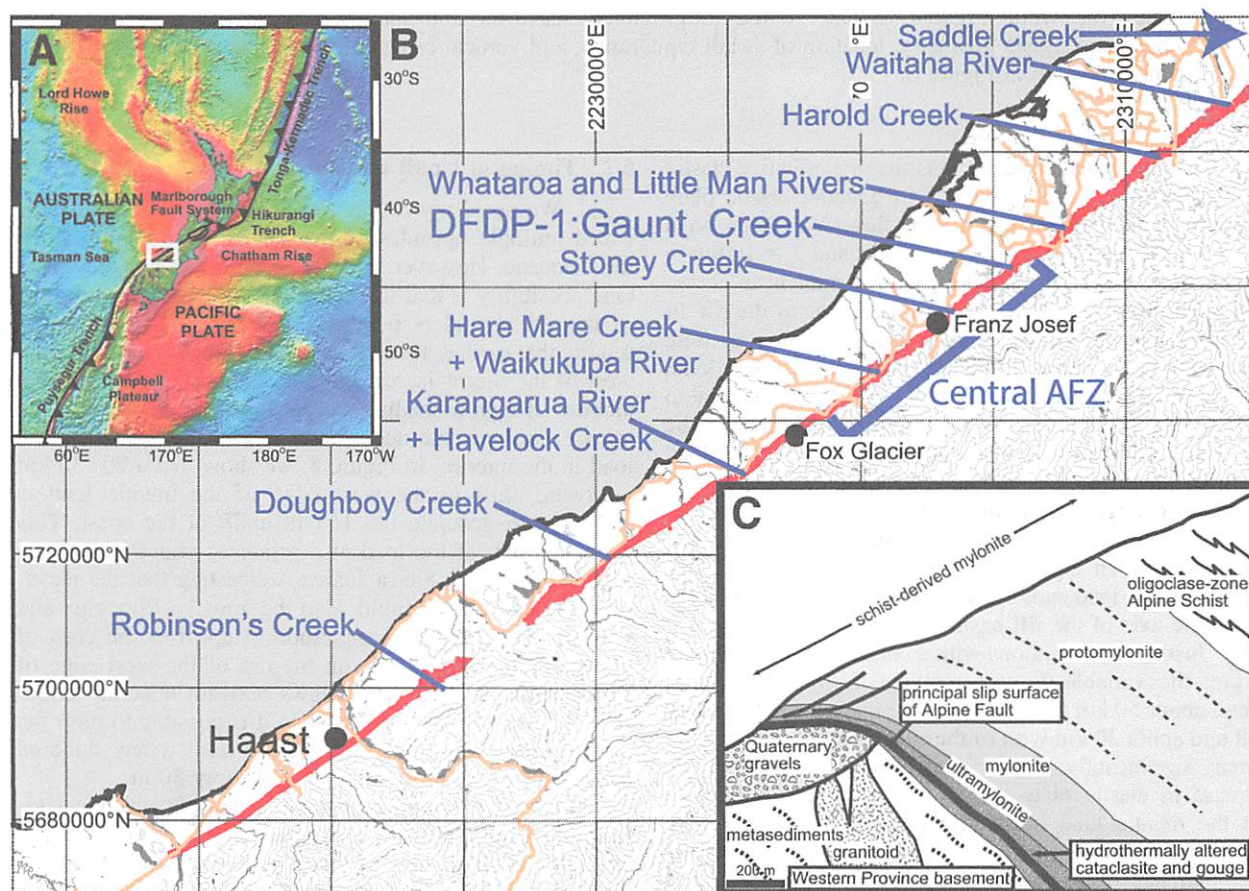 A
30°S
40°S
50°S
60°E
170°E
180°E
170°W
Lord Howe
Rise
Tonga-Kermadec Trench
AUSTRALIAN
PLATE
Marlborough
Fault System
Hikurangi
Trench
Tasman Sea
Chatham Rise
PACIFIC
PLATE
Puysegur Trench
Campbell
Plateau
B
2230000°E
2310000°E
Saddle Creek
Waitaha River
Harold Creek
Whataroa and Little Man Rivers
DFDP-1:Gaunt Creek
Stoney Creek
Franz Josef
Hare Mare Creek
+ Waikukupa River
Central AFZ
Karangarua River
+ Havelock Creek
Fox Glacier
Doughboy Creek
5720000°N
Robinson's Creek
5700000°N
Haast
5680000°N
C
schist-derived mylonite
oligoclase-zone
Alpine Schist
protomylonite
principal slip surface
of Alpine Fault
Quaternary
gravels
mylonite
ultramylonite
metasediments
granitoid
hydrothermally altered
cataclasite and gouge
200 m
Western Province basement